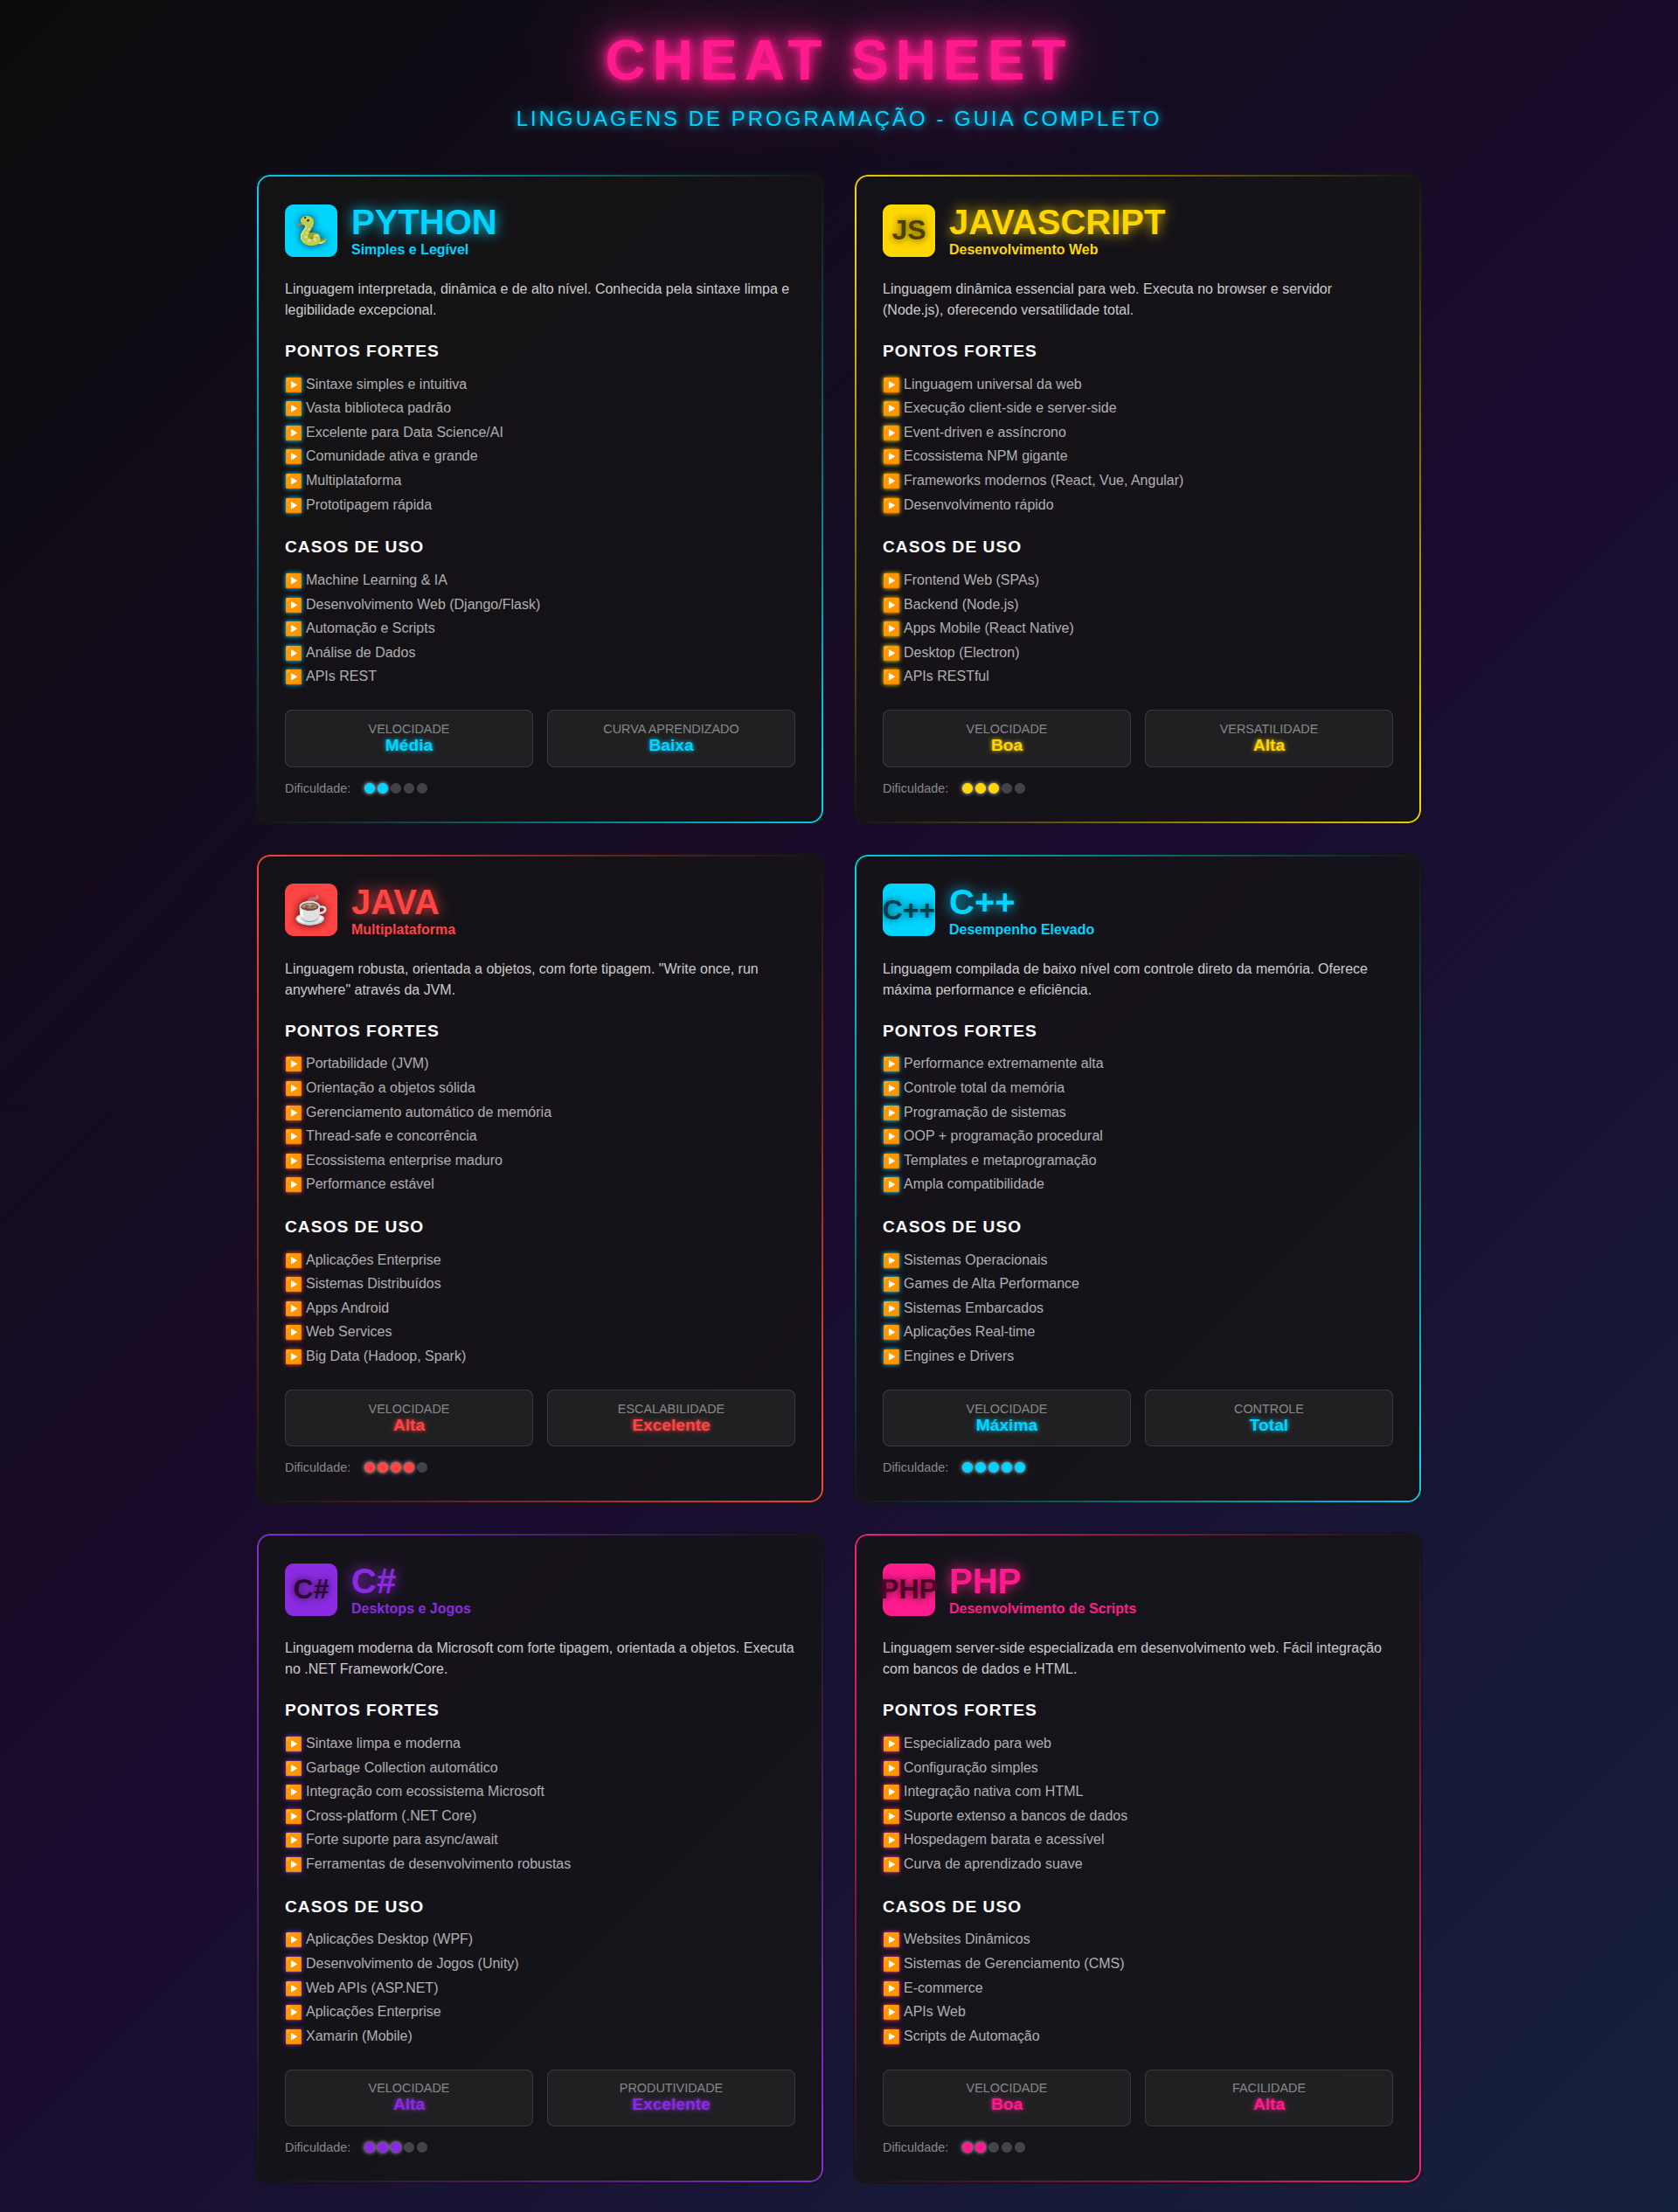 CHEAT SHEET
LINGUAGENS DE PROGRAMAÇÃO - GUIA COMPLETO
PYTHON
Simples e Legível
Linguagem interpretada, dinâmica e de alto nível. Conhecida pela sintaxe limpa e
legibilidade excepcional.
PONTOS FORTES
Sintaxe simples e intuitiva
Vasta biblioteca padrão
Excelente para Data Science/AI
Comunidade ativa e grande
Multiplataforma
Prototipagem rápida
CASOS DE USO
Machine Learning & IA
Desenvolvimento Web (Django/Flask)
Automação e Scripts
Análise de Dados
APIs REST
VELOCIDADE
Média
CURVA APRENDIZADO
Baixa
Dificuldade:
JS
JAVASCRIPT
Desenvolvimento Web
Linguagem dinâmica essencial para web. Executa no browser e servidor
(Node.js), oferecendo versatilidade total.
PONTOS FORTES
Linguagem universal da web
Execução client-side e server-side
Event-driven e assíncrono
Ecossistema NPM gigante
Frameworks modernos (React, Vue, Angular)
Desenvolvimento rápido
CASOS DE USO
Frontend Web (SPAs)
Backend (Node.js)
Apps Mobile (React Native)
Desktop (Electron)
APIs RESTful
VELOCIDADE
Boa
VERSATILIDADE
Alta
Dificuldade:
JAVA
Multiplataforma
Linguagem robusta, orientada a objetos, com forte tipagem. "Write once, run
anywhere" através da JVM.
PONTOS FORTES
Portabilidade (JVM)
Orientação a objetos sólida
Gerenciamento automático de memória
Thread-safe e concorrência
Ecossistema enterprise maduro
Performance estável
CASOS DE USO
Aplicações Enterprise
Sistemas Distribuídos
Apps Android
Web Services
Big Data (Hadoop, Spark)
VELOCIDADE
Alta
ESCALABILIDADE
Excelente
Dificuldade:
C++
C++
Desempenho Elevado
Linguagem compilada de baixo nível com controle direto da memória. Oferece
máxima performance e eficiência.
PONTOS FORTES
Performance extremamente alta
Controle total da memória
Programação de sistemas
OOP + programação procedural
Templates e metaprogramação
Ampla compatibilidade
CASOS DE USO
Sistemas Operacionais
Games de Alta Performance
Sistemas Embarcados
Aplicações Real-time
Engines e Drivers
VELOCIDADE
Máxima
CONTROLE
Total
Dificuldade:
C#
C#
Desktops e Jogos
Linguagem moderna da Microsoft com forte tipagem, orientada a objetos. Executa
no .NET Framework/Core.
PONTOS FORTES
Sintaxe limpa e moderna
Garbage Collection automático
Integração com ecossistema Microsoft
Cross-platform (.NET Core)
Forte suporte para async/await
Ferramentas de desenvolvimento robustas
CASOS DE USO
Aplicações Desktop (WPF)
Desenvolvimento de Jogos (Unity)
Web APIs (ASP.NET)
Aplicações Enterprise
Xamarin (Mobile)
VELOCIDADE
Alta
PRODUTIVIDADE
Excelente
Dificuldade:
PHP
PHP
Desenvolvimento de Scripts
Linguagem server-side especializada em desenvolvimento web. Fácil integração
com bancos de dados e HTML.
PONTOS FORTES
Especializado para web
Configuração simples
Integração nativa com HTML
Suporte extenso a bancos de dados
Hospedagem barata e acessível
Curva de aprendizado suave
CASOS DE USO
Websites Dinâmicos
Sistemas de Gerenciamento (CMS)
E-commerce
APIs Web
Scripts de Automação
VELOCIDADE
Boa
FACILIDADE
Alta
Dificuldade: